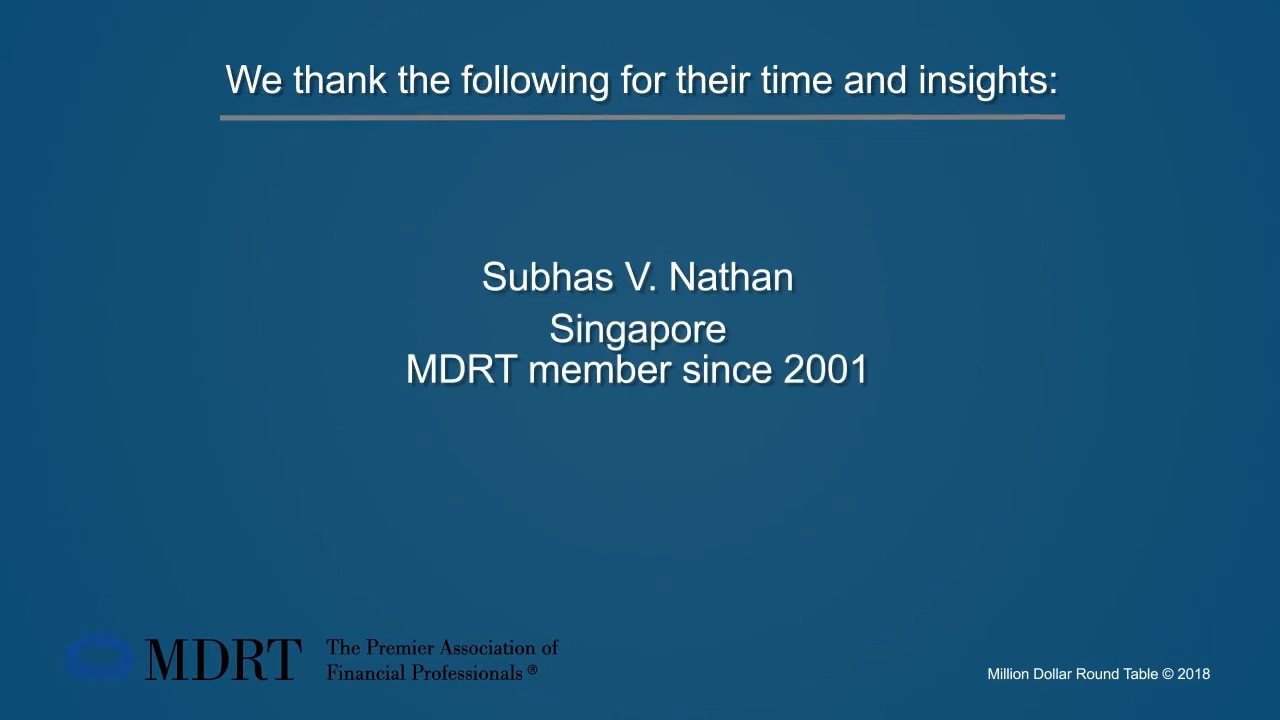 We thank the following for their time and insights:
Subhas V. Nathan
Singapore
MDRT member since 2001
MDRT
The Premier Association of
Financial Professionals ®
Million Dollar Round Table © 2018